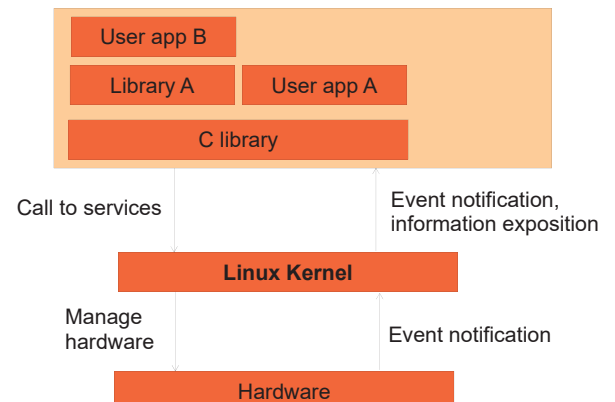 User app B
Library A
User app A
C library
Call to services
Event notification,
information exposition
Linux Kernel
Manage
hardware
Event notification
Hardware